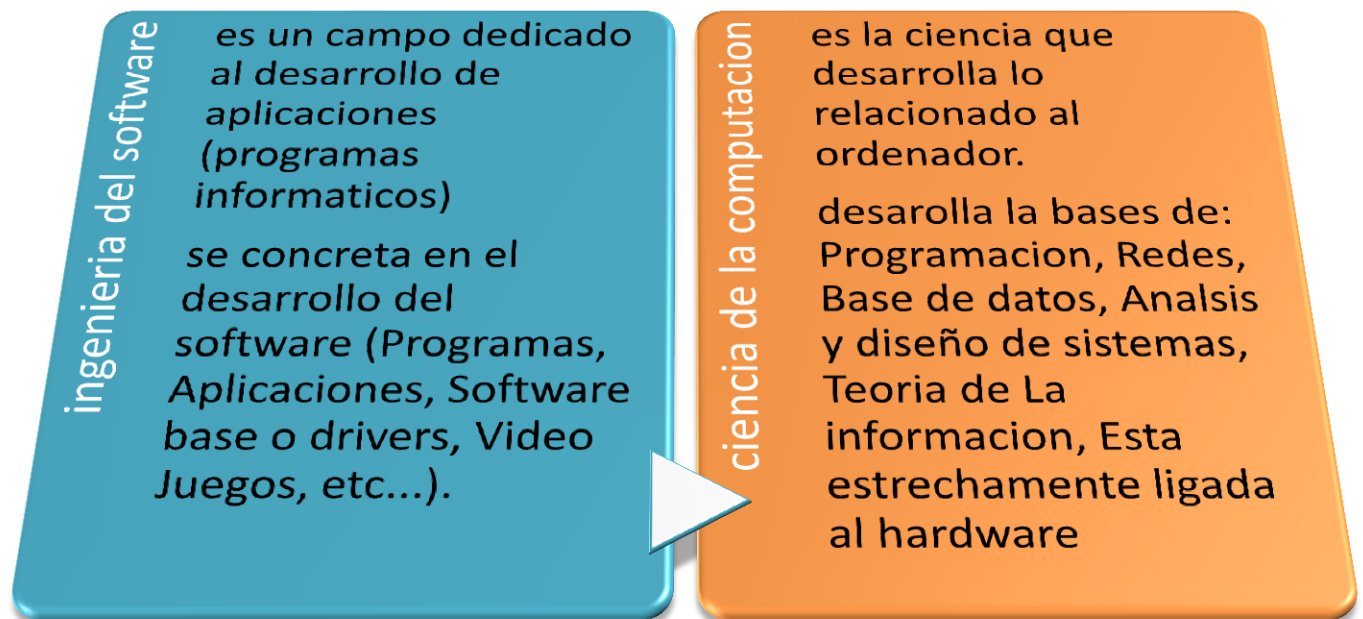 ingenieria del software
es un campo dedicado
al desarrollo de
aplicaciones
(programas
informaticos)
se concreta en el
desarrollo del
software (Programas,
Aplicaciones, Software
base o drivers, Video
Juegos, etc...).
ciencia de la computacion
es la ciencia que
desarrolla lo
relacionado al
ordenador.
desarolla la bases de:
Programacion, Redes,
Base de datos, Analsis
y diseño de sistemas,
Teoria de La
informacion, Esta
estrechamente ligada
al hardware